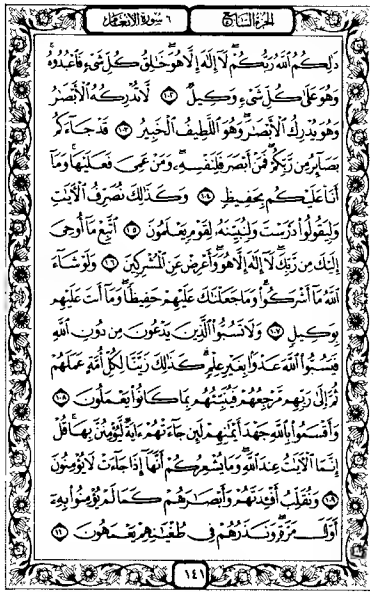 الجزء السابع
٦ سورة الأنعام
ذَٰلِكُمُ ٱللَّهُ رَبُّكُمْ لَآ إِلَٰهَ إِلَّا هُوَ خَٰلِقُ كُلِّ شَىْءٍ فَٱعْبُدُوهُ
وَهُوَ عَلَىٰ كُلِّ شَىْءٍ وَكِيلٌ ١٠٢ لَّا تُدْرِكُهُ ٱلْأَبْصَٰرُ
وَهُوَ يُدْرِكُ ٱلْأَبْصَٰرَ وَهُوَ ٱللَّطِيفُ ٱلْخَبِيرُ ١٠٣ قَدْ جَآءَكُم
بَصَآئِرُ مِن رَّبِّكُمْ فَمَنْ أَبْصَرَ فَلِنَفْسِهِۦ وَمَنْ عَمِىَ فَعَلَيْهَا وَمَآ
أَنَا۠ عَلَيْكُم بِحَفِيظٍ ١٠٤ وَكَذَٰلِكَ نُصَرِّفُ ٱلْءَايَٰتِ
وَلِيَقُولُوا۟ دَرَسْتَ وَلِنُبَيِّنَهُۥ لِقَوْمٍ يَعْلَمُونَ ١٠٥ ٱتَّبِعْ مَآ أُوحِىَ
إِلَيْكَ مِن رَّبِّكَ لَآ إِلَٰهَ إِلَّا هُوَ وَأَعْرِضْ عَنِ ٱلْمُشْرِكِينَ ١٠٦ وَلَوْ شَآءَ
ٱللَّهُ مَآ أَشْرَكُوا۟ وَمَا جَعَلْنَٰكَ عَلَيْهِمْ حَفِيظًا وَمَآ أَنتَ عَلَيْهِم
بِوَكِيلٍ ١٠٧ وَلَا تَسُبُّوا۟ ٱلَّذِينَ يَدْعُونَ مِن دُونِ ٱللَّهِ
فَيَسُبُّوا۟ ٱللَّهَ عَدْوًۢا بِغَيْرِ عِلْمٍ كَذَٰلِكَ زَيَّنَّا لِكُلِّ أُمَّةٍ عَمَلَهُمْ
ثُمَّ إِلَىٰ رَبِّهِم مَّرْجِعُهُمْ فَيُنَبِّئُهُم بِمَا كَانُوا۟ يَعْمَلُونَ ١٠٨
وَأَقْسَمُوا۟ بِٱللَّهِ جَهْدَ أَيْمَٰنِهِمْ لَئِن جَآءَتْهُمْ ءَايَةٌ لَّيُؤْمِنُنَّ بِهَا قُلْ
إِنَّمَا ٱلْءَايَٰتُ عِندَ ٱللَّهِ وَمَا يُشْعِرُكُمْ أَنَّهَآ إِذَا جَآءَتْ لَا يُؤْمِنُونَ
١٠٩ وَنُقَلِّبُ أَفْـِٔدَتَهُمْ وَأَبْصَٰرَهُمْ كَمَا لَمْ يُؤْمِنُوا۟ بِهِۦٓ
أَوَّلَ مَرَّةٍ وَنَذَرُهُمْ فِى طُغْيَٰنِهِمْ يَعْمَهُونَ ١١٠
١٤١